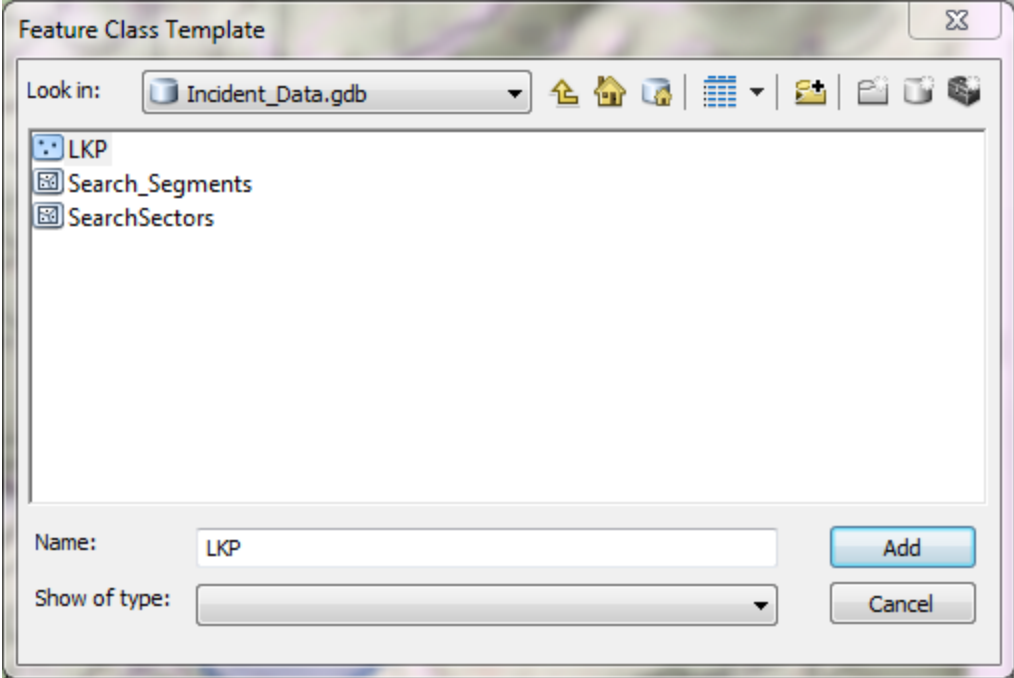 Feature Class Template
Look in:
Incident_Data.gdb
LKP
Search_Segments
SearchSectors
Name:
LKP
Add
Show of type:
Cancel